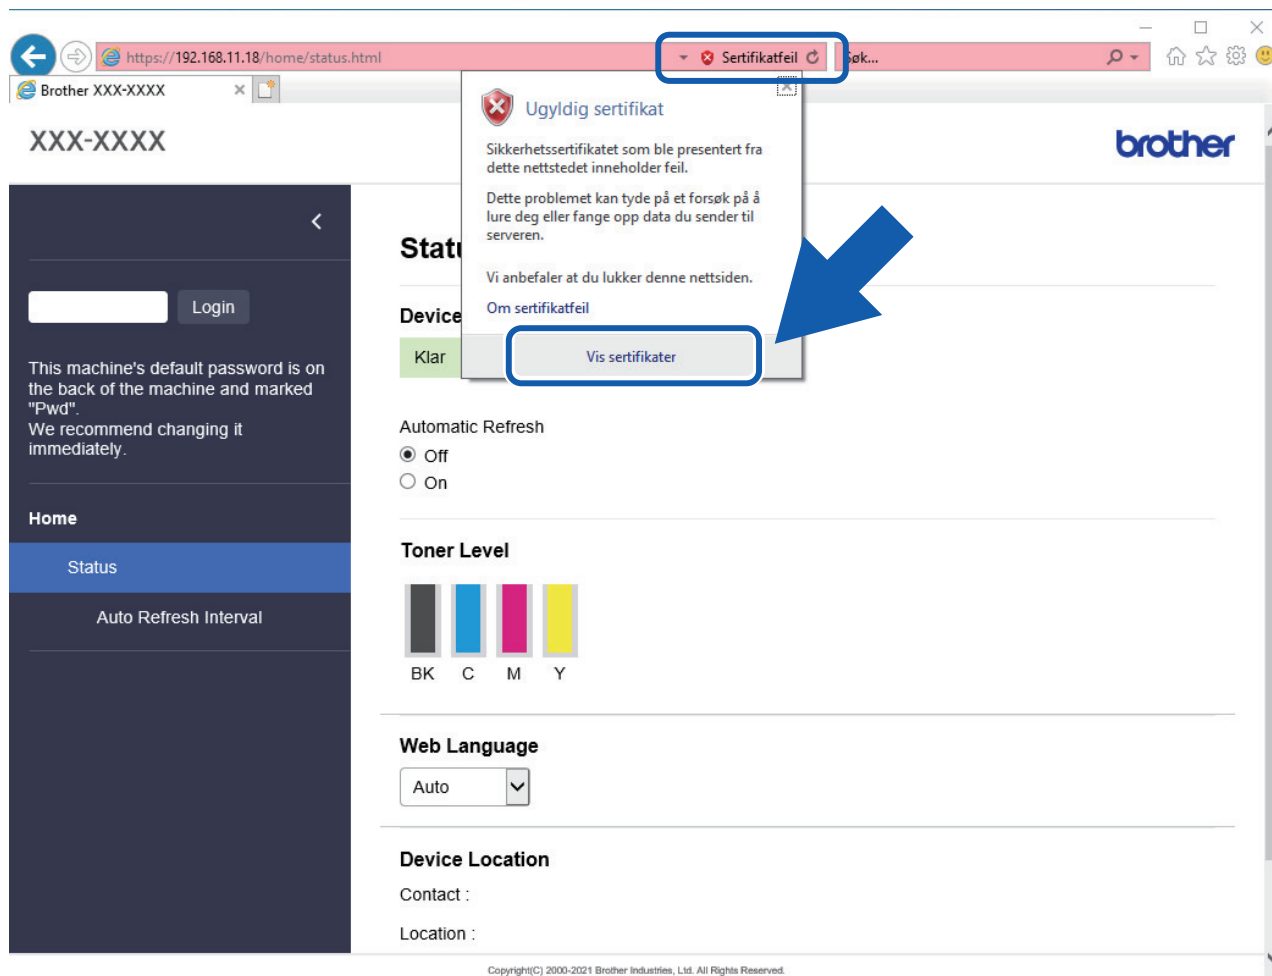 https://192.168.11.18/home/status.html
Sertifikatfeil
Søk...
Brother XXX-XXXX
XXX-XXXX
brother
Ugyldig sertifikat
Sikkerhetssertifikatet som ble presentert fra
dette nettstedet inneholder feil.
Dette problemet kan tyde på et forsøk på å
lure deg eller fange opp data du sender til
serveren.
Vi anbefaler at du lukker denne nettsiden.
Om sertifikatfeil
Vis sertifikater
Login
This machine's default password is on
the back of the machine and marked
"Pwd".
We recommend changing it
immediately.
Home
Status
Auto Refresh Interval
Device
Klar
Automatic Refresh
Off
On
Toner Level
BK C M Y
Web Language
Auto
Device Location
Contact :
Location :
Copyright(C) 2000-2021 Brother Industries, Ltd. All Rights Reserved.